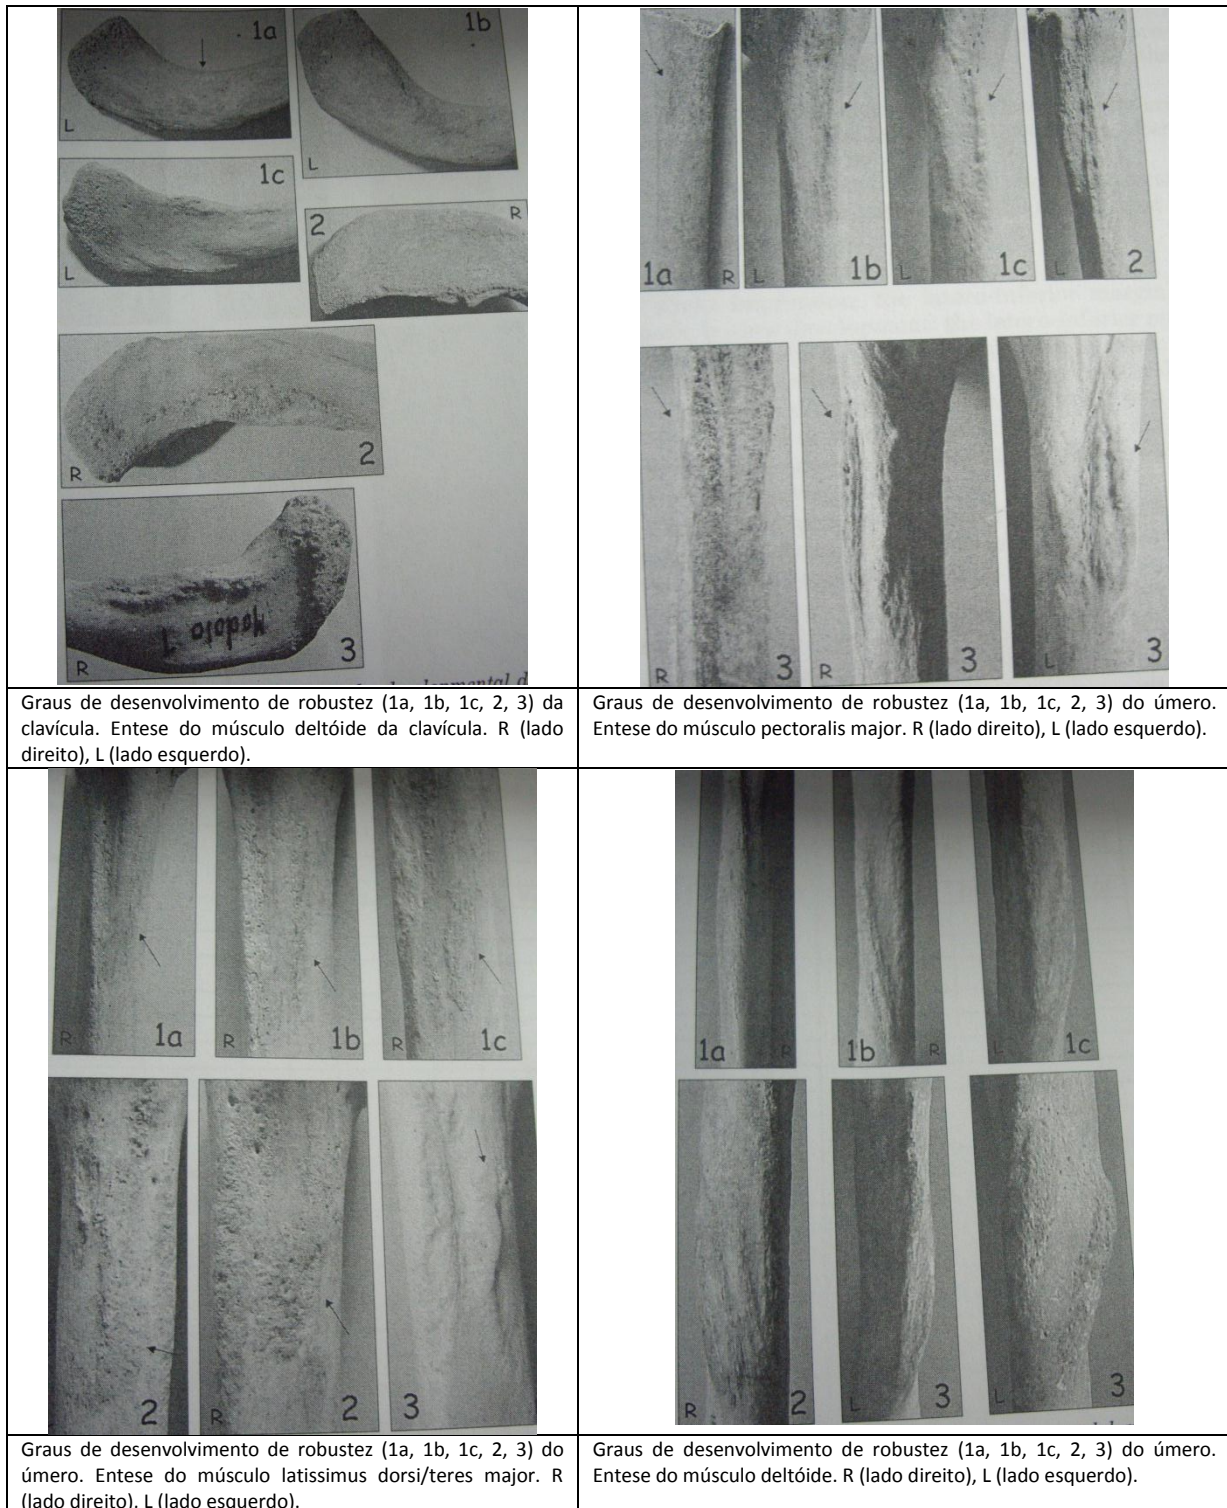 1a
1b
L
L
1c
R
2
L
R
2
Modolo 1
R
3
1a
R
L
1b
L
1c
L
2
R
3
R
3
L
3
Graus de desenvolvimento de robustez (1a, 1b, 1c, 2, 3) da
clavícula. Entese do músculo deltóide da clavícula. R (lado
direito), L (lado esquerdo).
Graus de desenvolvimento de robustez (1a, 1b, 1c, 2, 3) do úmero.
Entese do músculo pectoralis major. R (lado direito), L (lado esquerdo).
R
1a
R
1b
R
1c
2
R
2
3
1a
R
1b
R
L
1c
R
2
L
3
L
3
Graus de desenvolvimento de robustez (1a, 1b, 1c, 2, 3) do
úmero. Entese do músculo latissimus dorsi/teres major. R
(lado direito), L (lado esquerdo).
Graus de desenvolvimento de robustez (1a, 1b, 1c, 2, 3) do úmero.
Entese do músculo deltóide. R (lado direito), L (lado esquerdo).